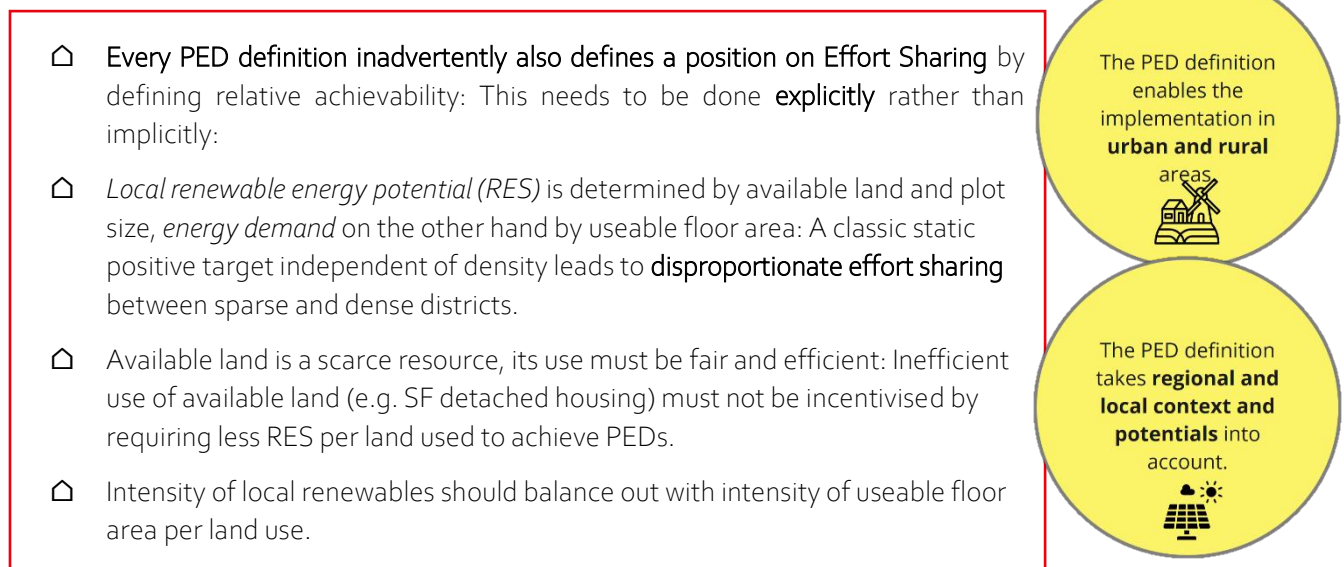 Every PED definition inadvertently also defines a position on Effort Sharing by
defining relative achievability: This needs to be done explicitly rather than
implicitly:
Local renewable energy potential (RES) is determined by available land and plot
size, energy demand on the other hand by useable floor area: A classic static
positive target independent of density leads to disproportionate effort sharing
between sparse and dense districts.
Available land is a scarce resource, its use must be fair and efficient: Inefficient
use of available land (e.g. SF detached housing) must not be incentivised by
requiring less RES per land used to achieve PEDs.
Intensity of local renewables should balance out with intensity of useable floor
area per land use.
The PED definition
enables the
implementation in
urban and rural
areas.
The PED definition
takes regional and
local context and
potentials into
account.